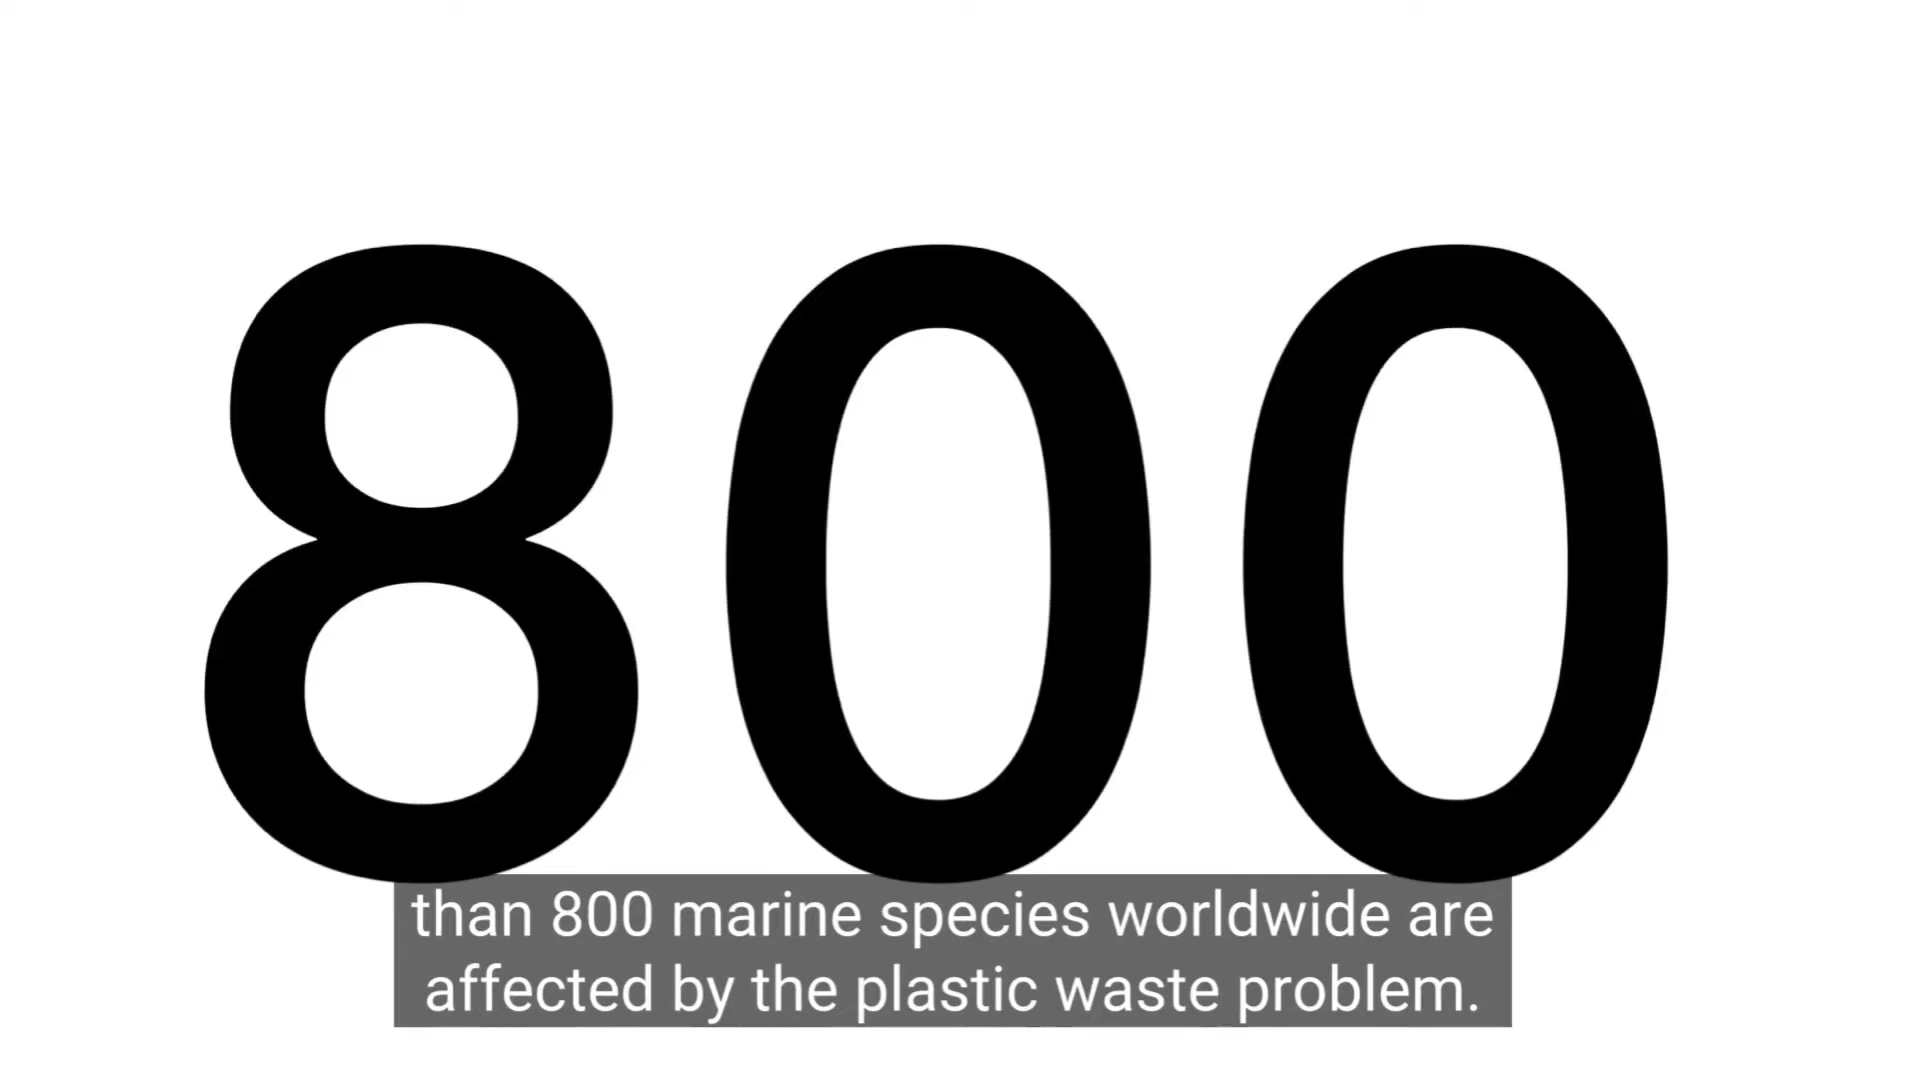 800
than 800 marine species worldwide are
affected by the plastic waste problem.